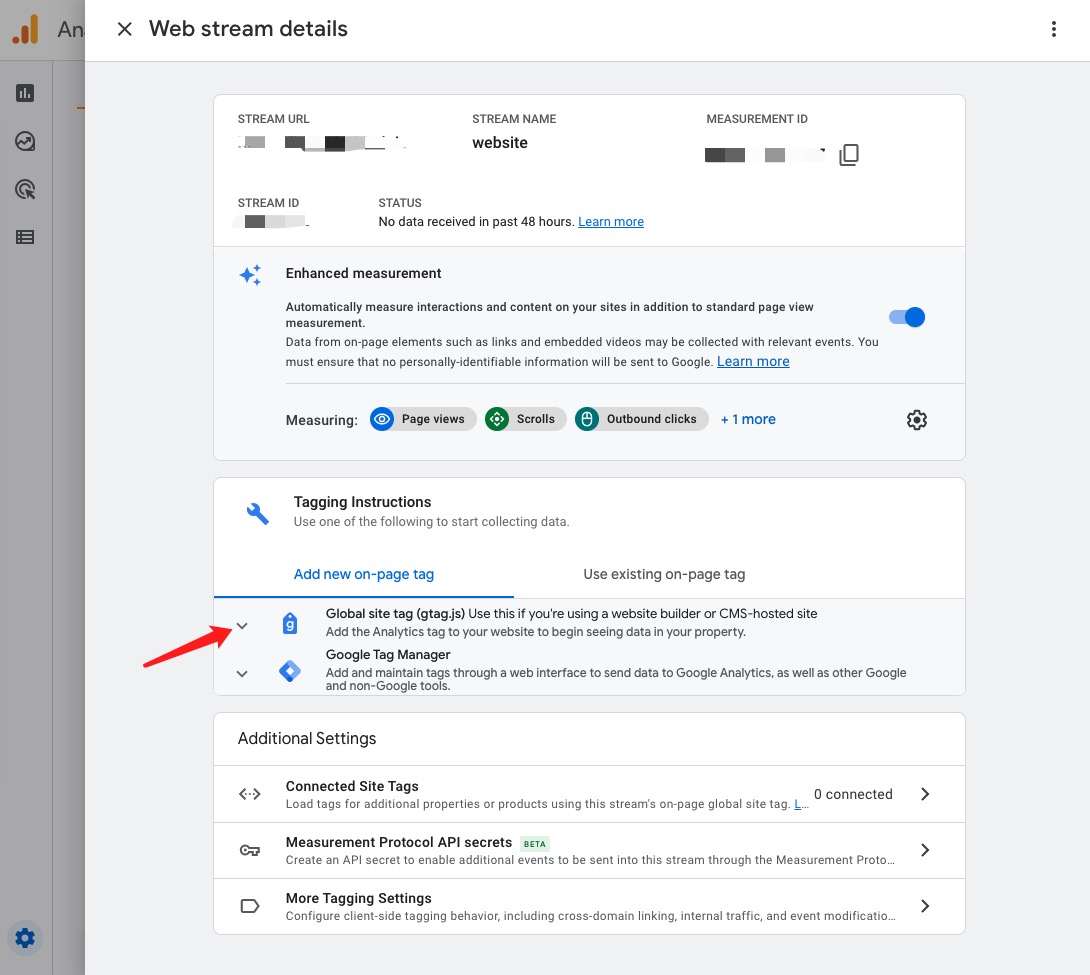 An
Web stream details
STREAM URL
STREAM NAME
MEASUREMENT ID
website
STREAM ID
STATUS
No data received in past 48 hours. Learn more
Enhanced measurement
Automatically measure interactions and content on your sites in addition to standard page view
measurement.
Data from on-page elements such as links and embedded videos may be collected with relevant events. You
must ensure that no personally-identifiable information will be sent to Google. Learn more
Measuring:
Page views
Scrolls
Outbound clicks
+ 1 more
Tagging Instructions
Use one of the following to start collecting data.
Add new on-page tag
Use existing on-page tag
g
Global site tag (gtag.js) Use this if you're using a website builder or CMS-hosted site
Add the Analytics tag to your website to begin seeing data in your property.
Google Tag Manager
Add and maintain tags through a web interface to send data to Google Analytics, as well as other Google
and non-Google tools.
Additional Settings
Connected Site Tags
Load tags for additional properties or products using this stream's on-page global site tag. L...
0 connected
Measurement Protocol API secrets BETA
Create an API secret to enable additional events to be sent into this stream through the Measurement Proto...
More Tagging Settings
Configure client-side tagging behavior, including cross-domain linking, internal traffic, and event modificatio...